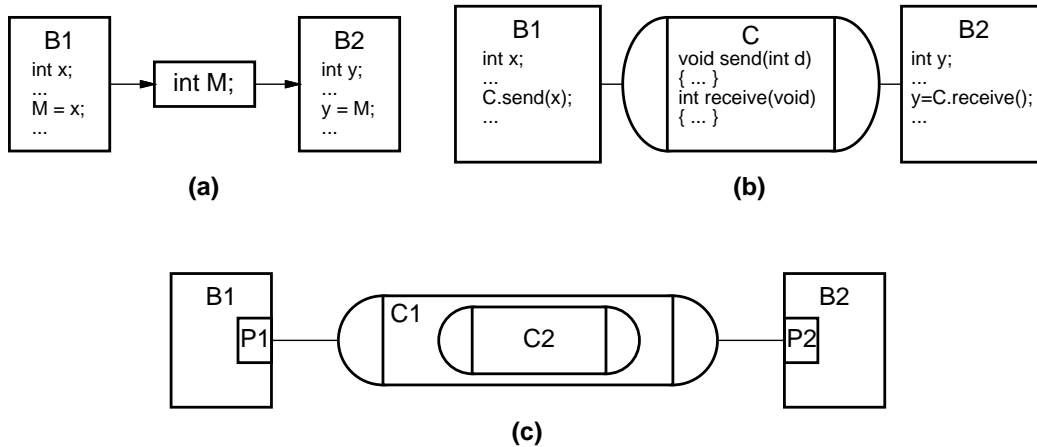 B1
int x;
...
M = x;
...
int M;
B2
int y;
...
y = M;
...
(a)
B1
int x;
...
C.send(x);
...
C
void send(int d)
{ ... }
int receive(void)
{ ... }
B2
int y;
...
y=C.receive();
...
(b)
B1
P1
C1
C2
B2
P2
(c)